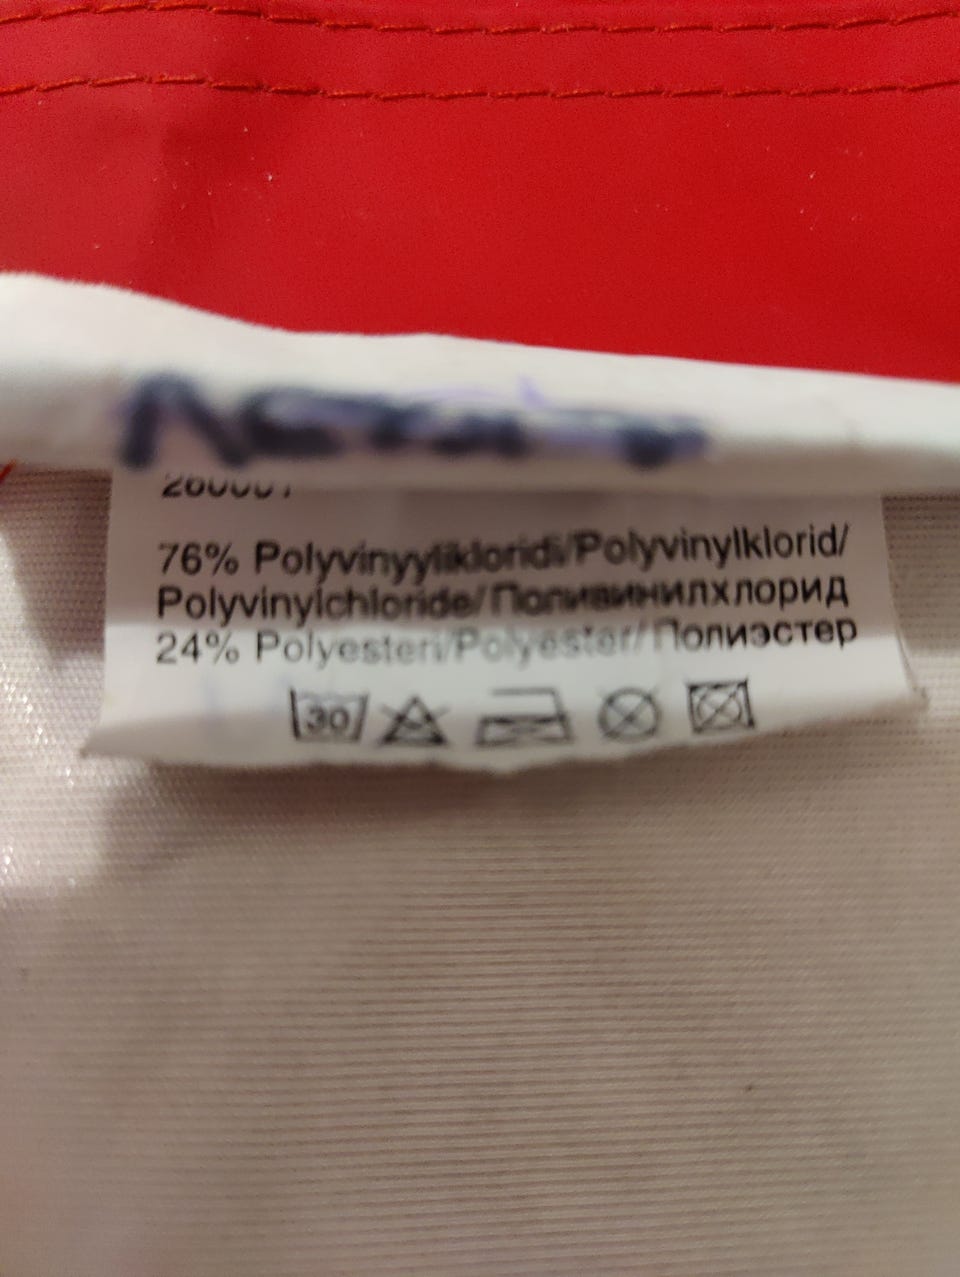 76% Polyvinyylikloridi/Polyvinylklorid/
Polyvinylchloride/Поливинилхлорид
24% Polyesteri/Polyester/Полиэстер
30